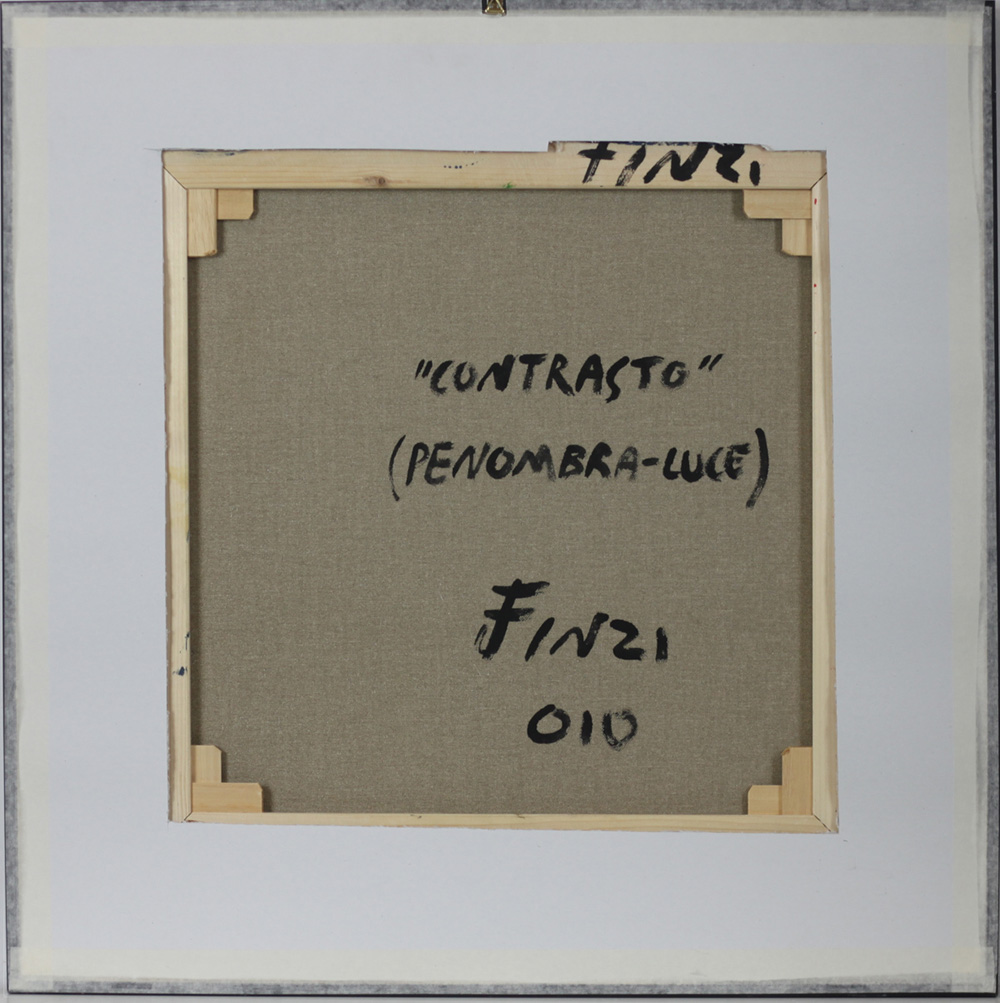 FINZI
"CONTRASTO"
(PENOMBRA-LUCE)
FINZI
010